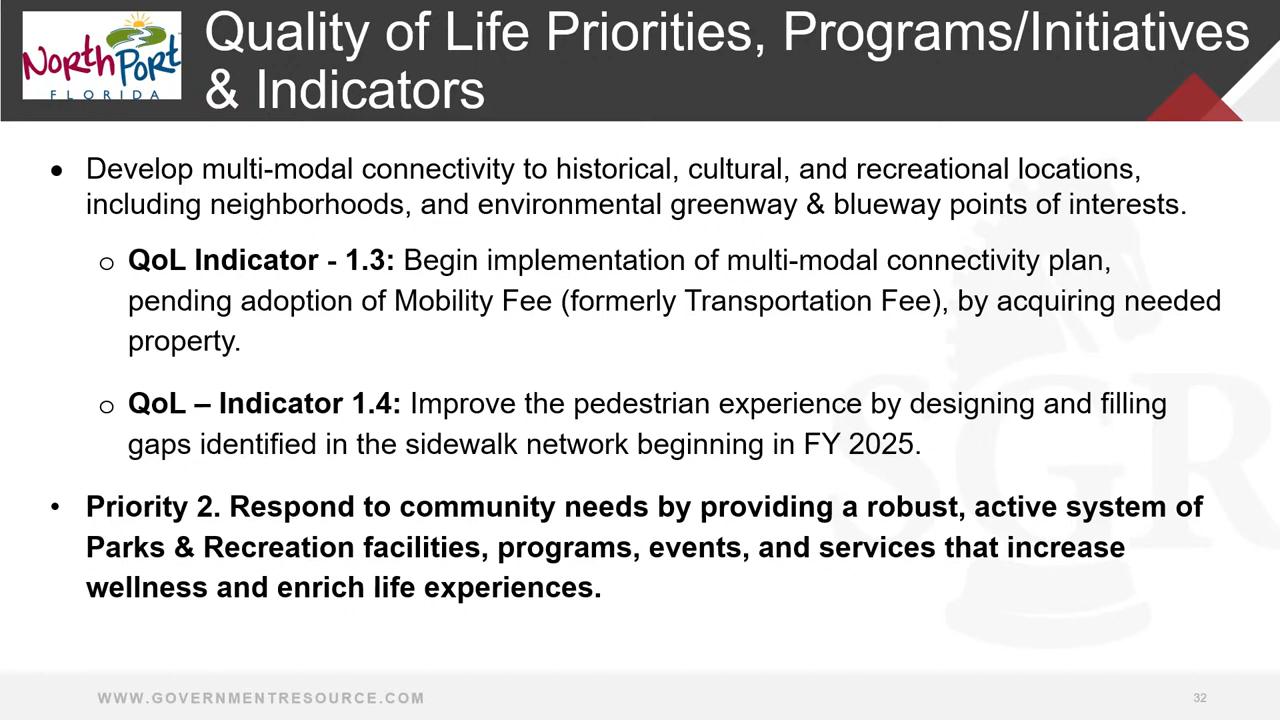 North Port
FLORIDA
Quality of Life Priorities, Programs/Initiatives
& Indicators
• Develop multi-modal connectivity to historical, cultural, and recreational locations,
including neighborhoods, and environmental greenway & blueway points of interests.
o QoL Indicator - 1.3: Begin implementation of multi-modal connectivity plan,
pending adoption of Mobility Fee (formerly Transportation Fee), by acquiring needed
property.
o QoL – Indicator 1.4: Improve the pedestrian experience by designing and filling
gaps identified in the sidewalk network beginning in FY 2025.
• Priority 2. Respond to community needs by providing a robust, active system of
Parks & Recreation facilities, programs, events, and services that increase
wellness and enrich life experiences.
SGR
WWW.GOVERNMENTRESOURCE.COM
32